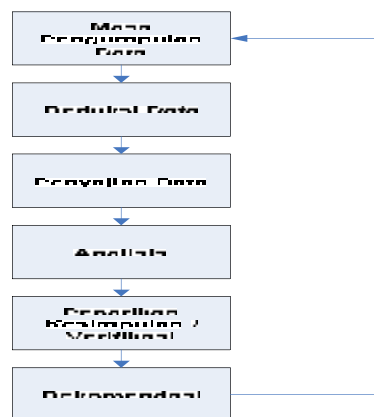 Masa
Pengumpulan
Data
Reduksi Data
Penyajian Data
Analisis
Penarikan
Kesimpulan /
Verifikasi
Rekomendasi